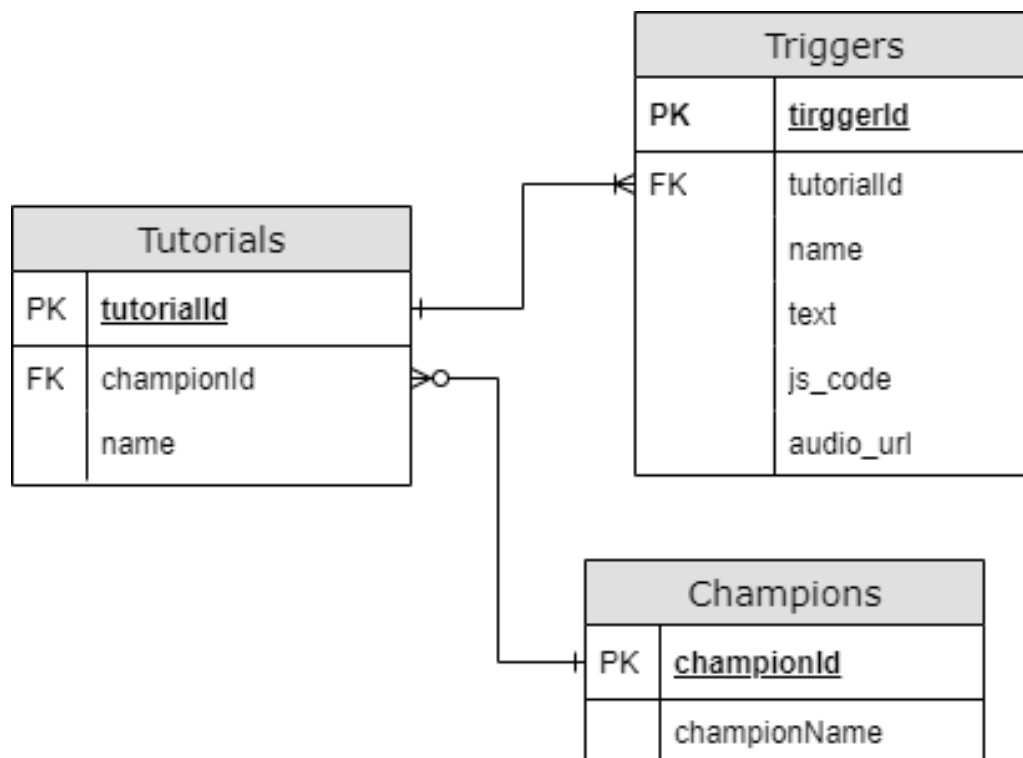 Triggers
PK tirggerId
FK tutorialId
name
text
js_code
audio_url
Tutorials
PK tutorialId
FK championId
name
Champions
PK championId
championName